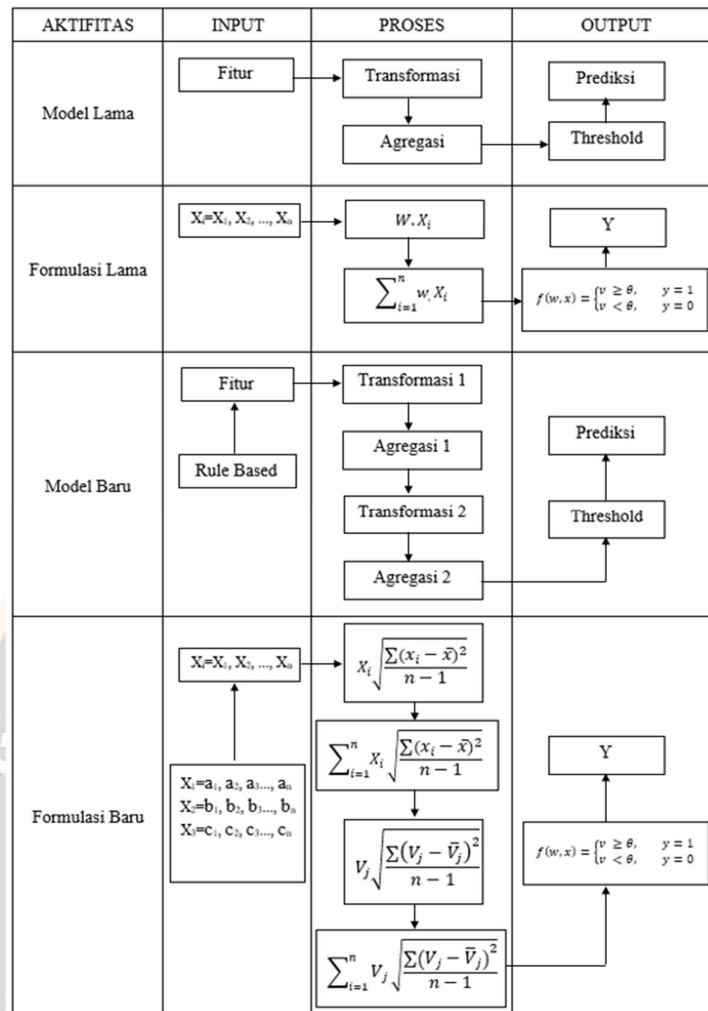 AKTIFITAS INPUT PROSES OUTPUT
Model Lama
Fitur
Transformasi
Agregasi
Prediksi
Threshold
Formulasi Lama
Xᵢ=X₁, X₂, ..., Xₙ
W.Xᵢ
∑ᵢ₌₁ⁿ w, Xᵢ
Y
f(w,x) = {v ≥ θ, y = 1
v < θ, y = 0
Model Baru
Fitur
Rule Based
Transformasi 1
Agregasi 1
Transformasi 2
Agregasi 2
Prediksi
Threshold
Formulasi Baru
Xᵢ=X₁, X₂, ..., Xₙ
X₁=a₁, a₂, a₃..., aₙ
X₂=b₁, b₂, b₃..., bₙ
X₃=c₁, c₂, c₃..., cₙ
Xᵢ√(∑(xᵢ − x̄)²/(n − 1))
∑ᵢ₌₁ⁿ Xᵢ√(∑(xᵢ − x̄)²/(n − 1))
Vⱼ√(∑(Vⱼ − V̄ⱼ)²/(n − 1))
∑ᵢ₌₁ⁿ Vⱼ√(∑(Vⱼ − V̄ⱼ)²/(n − 1))
Y
f(w,x) = {v ≥ θ, y = 1
v < θ, y = 0